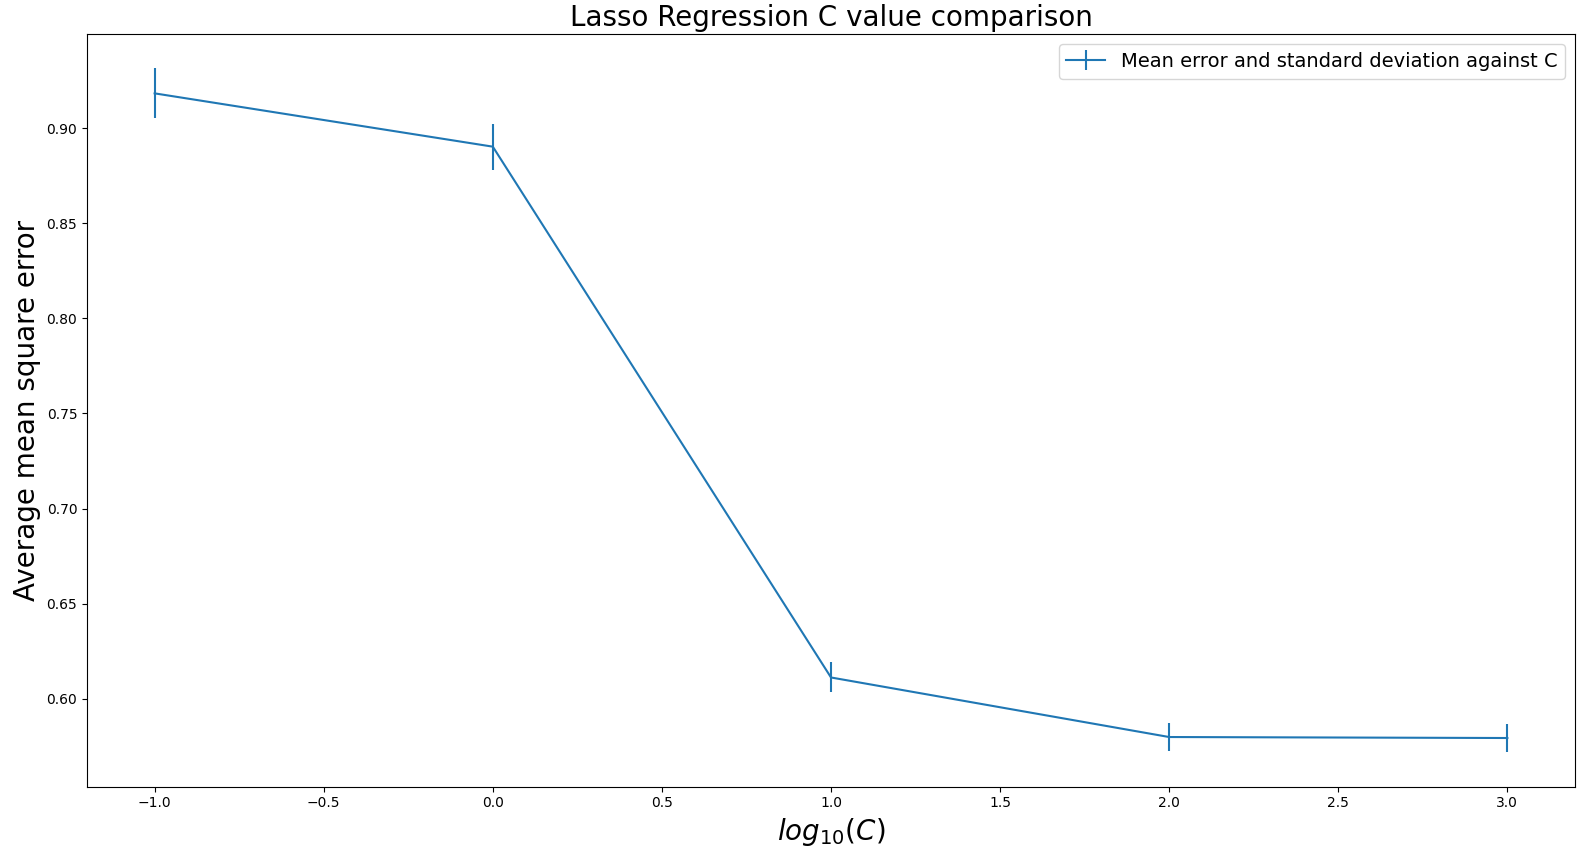 Lasso Regression C value comparison
Mean error and standard deviation against C
Average mean square error
0.90
0.85
0.80
0.75
0.70
0.65
0.60
−1.0 −0.5 0.0 0.5 1.0 1.5 2.0 2.5 3.0
log₁₀(C)